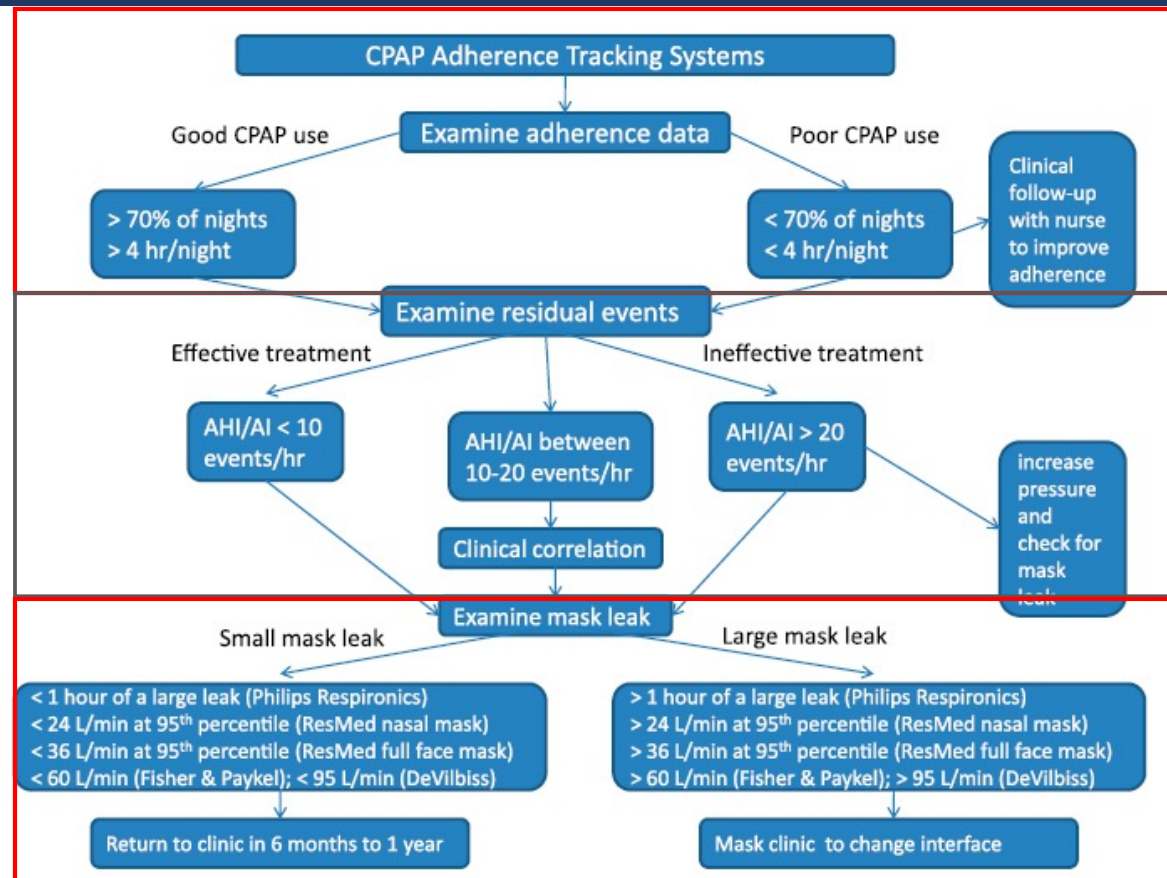 CPAP Adherence Tracking Systems
Good CPAP use
Examine adherence data
Poor CPAP use
> 70% of nights
> 4 hr/night
< 70% of nights
< 4 hr/night
Clinical
follow-up
with nurse
to improve
adherence
Examine residual events
Effective treatment
Ineffective treatment
AHI/AI < 10
events/hr
AHI/AI between
10-20 events/hr
AHI/AI > 20
events/hr
increase
pressure
and
check for
mask
leak
Clinical correlation
Examine mask leak
Small mask leak
Large mask leak
< 1 hour of a large leak (Philips Respironics)
< 24 L/min at 95th percentile (ResMed nasal mask)
< 36 L/min at 95th percentile (ResMed full face mask)
< 60 L/min (Fisher & Paykel); < 95 L/min (DeVilbiss)
> 1 hour of a large leak (Philips Respironics)
> 24 L/min at 95th percentile (ResMed nasal mask)
> 36 L/min at 95th percentile (ResMed full face mask)
> 60 L/min (Fisher & Paykel); > 95 L/min (DeVilbiss)
Return to clinic in 6 months to 1 year
Mask clinic to change interface